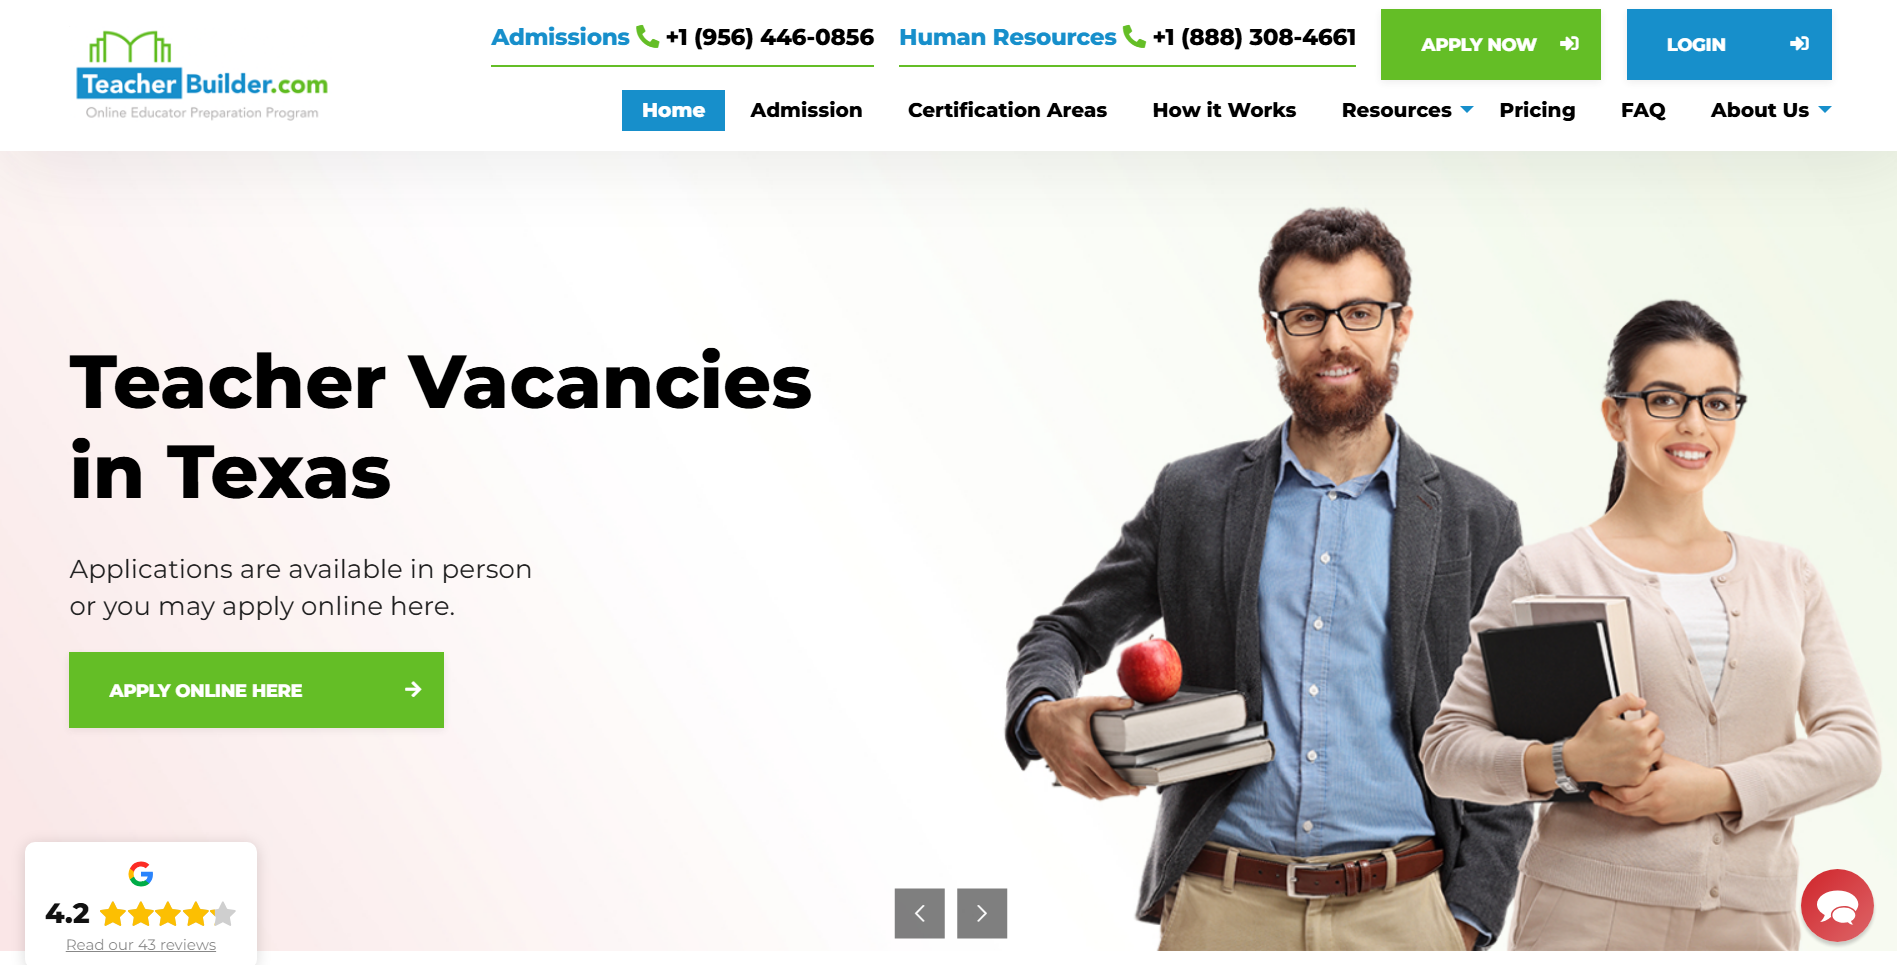 Teacher Builder.com
Online Educator Preparation Program
Admissions +1 (956) 446-0856
Human Resources +1 (888) 308-4661
APPLY NOW
LOGIN
Home
Admission
Certification Areas
How it Works
Resources
Pricing
FAQ
About Us
Teacher Vacancies
in Texas
Applications are available in person
or you may apply online here.
APPLY ONLINE HERE
4.2
Read our 43 reviews